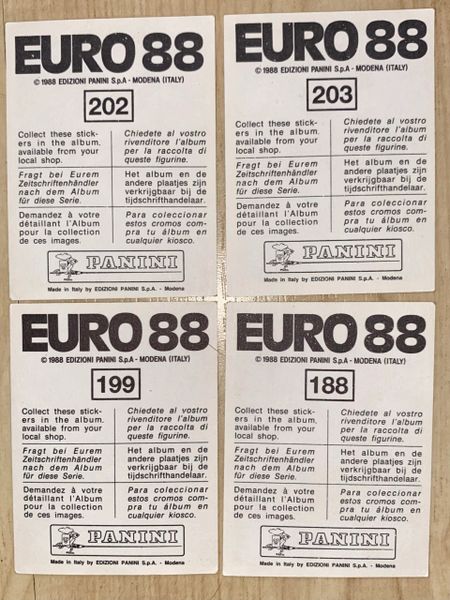 EURO 88
© 1988 EDIZIONI PANINI S.p.A - MODENA (ITALY)
202
Collect these stick-
ers in the album,
available from your
local shop.
Chiedete al vostro
rivenditore l'album
per la raccolta di
queste figurine.
Fragt bei Eurem
Zeitschriftenhändler
nach dem Album
für diese Serie.
Het album en de
andere plaatjes zijn
verkrijgbaar bij de
tijdschrifthandelaar.
Demandez à votre
détaillant l'Album
pour la collection
de ces images.
Para coleccionar
estos cromos com-
pra tu álbum en
cualquier kiosco.
PANINI
Made in Italy by EDIZIONI PANINI S.p.A. - Modena
EURO 88
© 1988 EDIZIONI PANINI S.p.A - MODENA (ITALY)
203
Collect these stick-
ers in the album,
available from your
local shop.
Chiedete al vostro
rivenditore l'album
per la raccolta di
queste figurine.
Fragt bei Eurem
Zeitschriftenhändler
nach dem Album
für diese Serie.
Het album en de
andere plaatjes zijn
verkrijgbaar bij de
tijdschrifthandelaar.
Demandez à votre
détaillant l'Album
pour la collection
de ces images.
Para coleccionar
estos cromos com-
pra tu álbum en
cualquier kiosco.
PANINI
Made in Italy by EDIZIONI PANINI S.p.A. - Modena
EURO 88
© 1988 EDIZIONI PANINI S.p.A - MODENA (ITALY)
199
Collect these stick-
ers in the album,
available from your
local shop.
Chiedete al vostro
rivenditore l'album
per la raccolta di
queste figurine.
Fragt bei Eurem
Zeitschriftenhändler
nach dem Album
für diese Serie.
Het album en de
andere plaatjes zijn
verkrijgbaar bij de
tijdschrifthandelaar.
Demandez à votre
détaillant l'Album
pour la collection
de ces images.
Para coleccionar
estos cromos com-
pra tu álbum en
cualquier kiosco.
PANINI
Made in Italy by EDIZIONI PANINI S.p.A. - Modena
EURO 88
© 1988 EDIZIONI PANINI S.p.A - MODENA (ITALY)
188
Collect these stick-
ers in the album,
available from your
local shop.
Chiedete al vostro
rivenditore l'album
per la raccolta di
queste figurine.
Fragt bei Eurem
Zeitschriftenhändler
nach dem Album
für diese Serie.
Het album en de
andere plaatjes zijn
verkrijgbaar bij de
tijdschrifthandelaar.
Demandez à votre
détaillant l'Album
pour la collection
de ces images.
Para coleccionar
estos cromos com-
pra tu álbum en
cualquier kiosco.
PANINI
Made in Italy by EDIZIONI PANINI S.p.A. - Modena